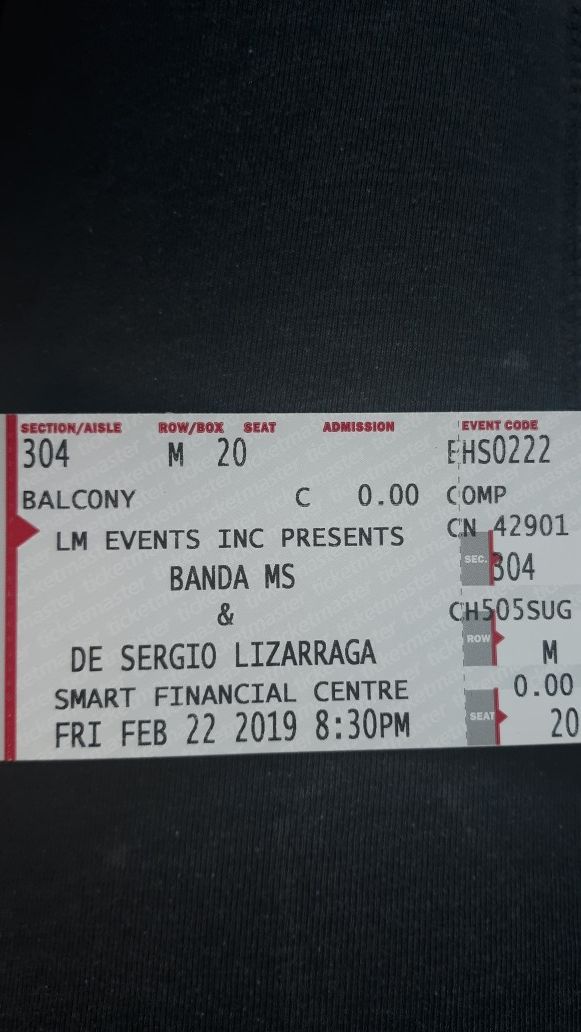 SECTION/AISLE ROW/BOX SEAT ADMISSION EVENT CODE
304 M 20 EHS0222
BALCONY C 0.00 COMP
LM EVENTS INC PRESENTS CN 42901
BANDA MS SEC. 304
& CH505SUG
DE SERGIO LIZARRAGA ROW M
SMART FINANCIAL CENTRE 0.00
FRI FEB 22 2019 8:30PM SEAT 20
ticketmaster